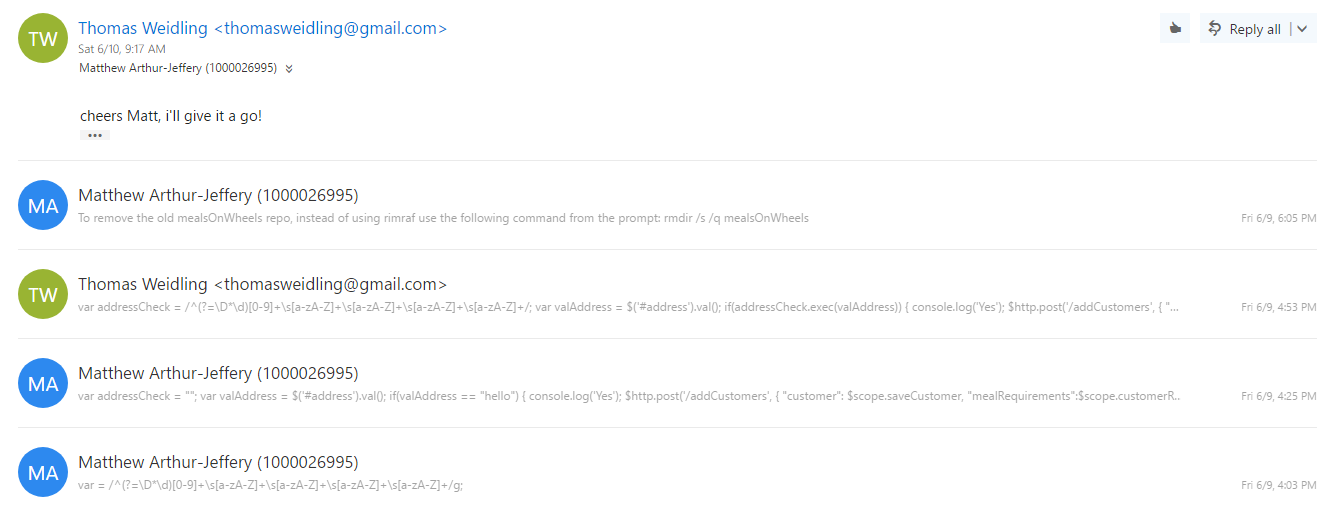 TW
Thomas Weidling <thomasweidling@gmail.com>
Reply all
Sat 6/10, 9:17 AM
Matthew Arthur-Jeffery (1000026995)
cheers Matt, i'll give it a go!
•••
MA
Matthew Arthur-Jeffery (1000026995)
To remove the old mealsOnWheels repo, instead of using rimraf use the following command from the prompt: rmdir /s /q mealsOnWheels
Fri 6/9, 6:05 PM
TW
Thomas Weidling <thomasweidling@gmail.com>
var addressCheck = /^(?=\D*\d)[0-9]+\s[a-zA-Z]+\s[a-zA-Z]+\s[a-zA-Z]+\s[a-zA-Z]+/; var valAddress = $('#address').val(); if(addressCheck.exec(valAddress)) { console.log('Yes'); $http.post('/addCustomers', { "...
Fri 6/9, 4:53 PM
MA
Matthew Arthur-Jeffery (1000026995)
var addressCheck = ""; var valAddress = $('#address').val(); if(valAddress == "hello") { console.log('Yes'); $http.post('/addCustomers', { "customer": $scope.saveCustomer, "mealRequirements":$scope.customerR..
Fri 6/9, 4:25 PM
MA
Matthew Arthur-Jeffery (1000026995)
var = /^(?=\D*\d)[0-9]+\s[a-zA-Z]+\s[a-zA-Z]+\s[a-zA-Z]+\s[a-zA-Z]+/g;
Fri 6/9, 4:03 PM